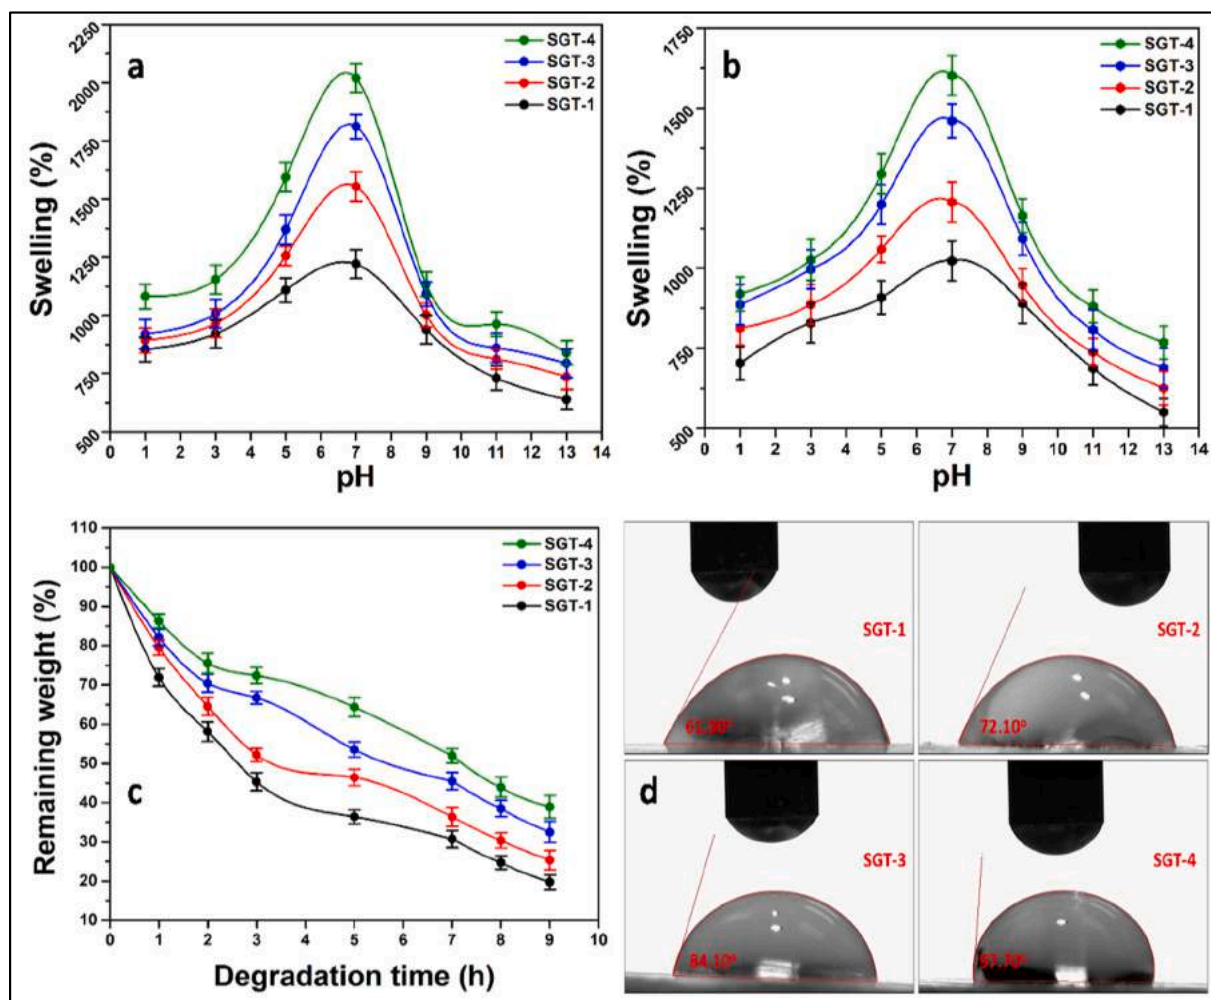 a
SGT-4
SGT-3
SGT-2
SGT-1
Swelling (%)
2250
2000
1750
1500
1250
1000
750
500
0 1 2 3 4 5 6 7 8 9 10 11 12 13 14
pH
b
SGT-4
SGT-3
SGT-2
SGT-1
Swelling (%)
1750
1500
1250
1000
750
500
0 1 2 3 4 5 6 7 8 9 10 11 12 13 14
pH
c
SGT-4
SGT-3
SGT-2
SGT-1
Remaining weight (%)
110
100
90
80
70
60
50
40
30
20
10
0 1 2 3 4 5 6 7 8 9 10
Degradation time (h)
SGT-1
SGT-2
72.10°
d
SGT-3
84.10°
SGT-4